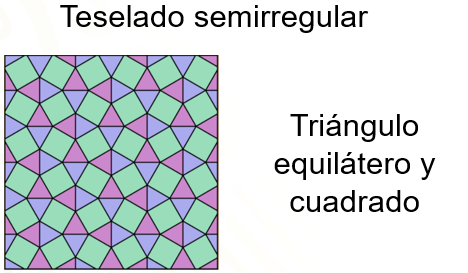 Teselado semirregular
Triángulo
equilátero y
cuadrado